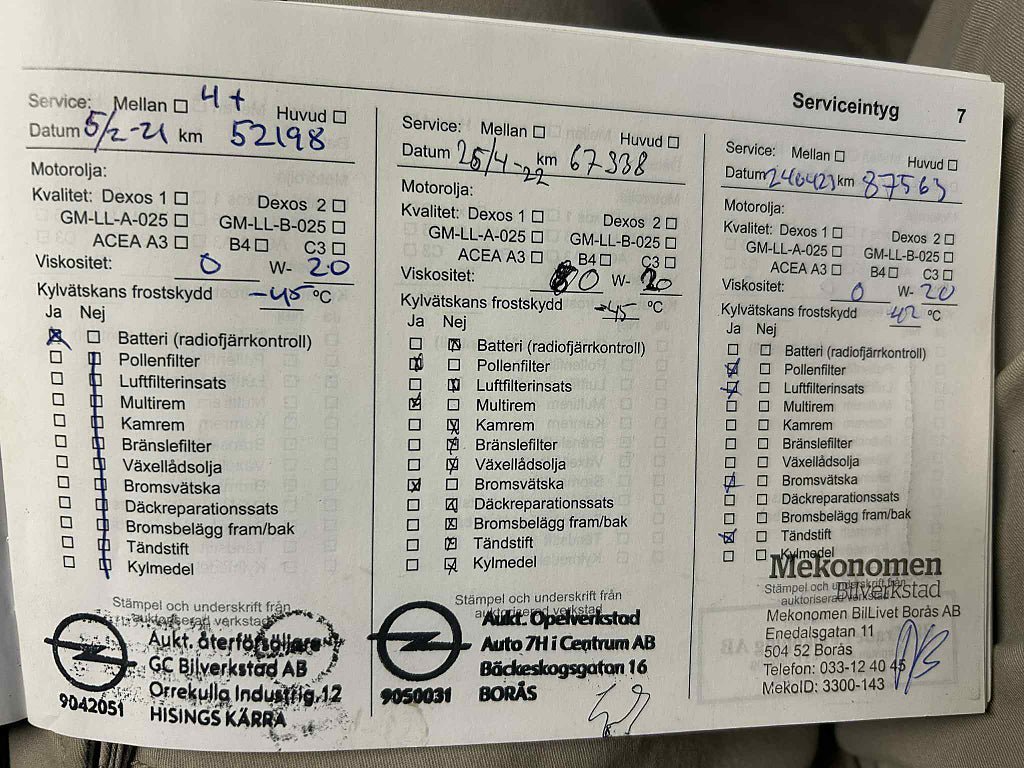 Serviceintyg 7
Service: Mellan 4+ Huvud
Datum 5/2-21 km 52198
Motorolja:
Kvalitet: Dexos 1 Dexos 2
GM-LL-A-025 GM-LL-B-025
ACEA A3 B4 C3
Viskositet: 0 W- 20
Kylvätskans frostskydd -45 °C
Ja Nej
Batteri (radiofjärrkontroll)
Pollenfilter
Luftfilterinsats
Multirem
Kamrem
Bränslefilter
Växellådsolja
Bromsvätska
Däckreparationssats
Bromsbelägg fram/bak
Tändstift
Kylmedel
Stämpel och underskrift från
auktoriserad verkstad
Aukt. återförsäljare
GC Bilverkstad AB
Orrekulla Industrig.12
HISINGS KÄRRA
9042051
Service: Mellan Huvud
Datum 25/4-22 km 67338
Motorolja:
Kvalitet: Dexos 1 Dexos 2
GM-LL-A-025 GM-LL-B-025
ACEA A3 B4 C3
Viskositet: 0 W- 20
Kylvätskans frostskydd -45 °C
Ja Nej
Batteri (radiofjärrkontroll)
Pollenfilter
Luftfilterinsats
Multirem
Kamrem
Bränslefilter
Växellådsolja
Bromsvätska
Däckreparationssats
Bromsbelägg fram/bak
Tändstift
Kylmedel
Stämpel och underskrift från
auktoriserad verkstad
Aukt. Opelverkstad
Auto 7H i Centrum AB
Bäckeskogsgatan 16
9050031 BORÅS
Service: Mellan Huvud
Datum 240423 km 87563
Motorolja:
Kvalitet: Dexos 1 Dexos 2
GM-LL-A-025 GM-LL-B-025
ACEA A3 B4 C3
Viskositet: 0 W- 20
Kylvätskans frostskydd -42 °C
Ja Nej
Batteri (radiofjärrkontroll)
Pollenfilter
Luftfilterinsats
Multirem
Kamrem
Bränslefilter
Växellådsolja
Bromsvätska
Däckreparationssats
Bromsbelägg fram/bak
Tändstift
Kylmedel
Mekonomen
Bilverkstad
Stämpel och underskrift från
auktoriserad verkstad
Mekonomen BilLivet Borås AB
Enedalsgatan 11
504 52 Borås
Telefon: 033-12 40 45
MekoID: 3300-143